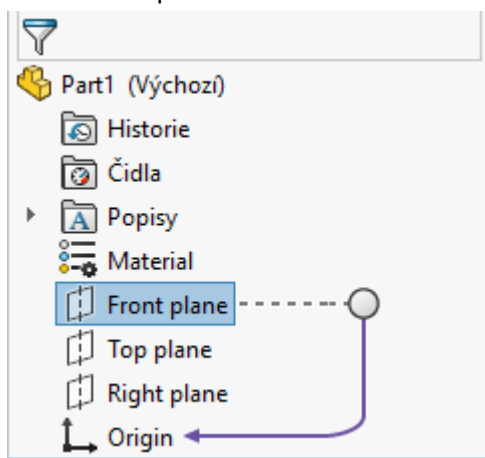 Part1 (Výchozí)
Historie
Čidla
Popisy
Material
Front plane
Top plane
Right plane
Origin